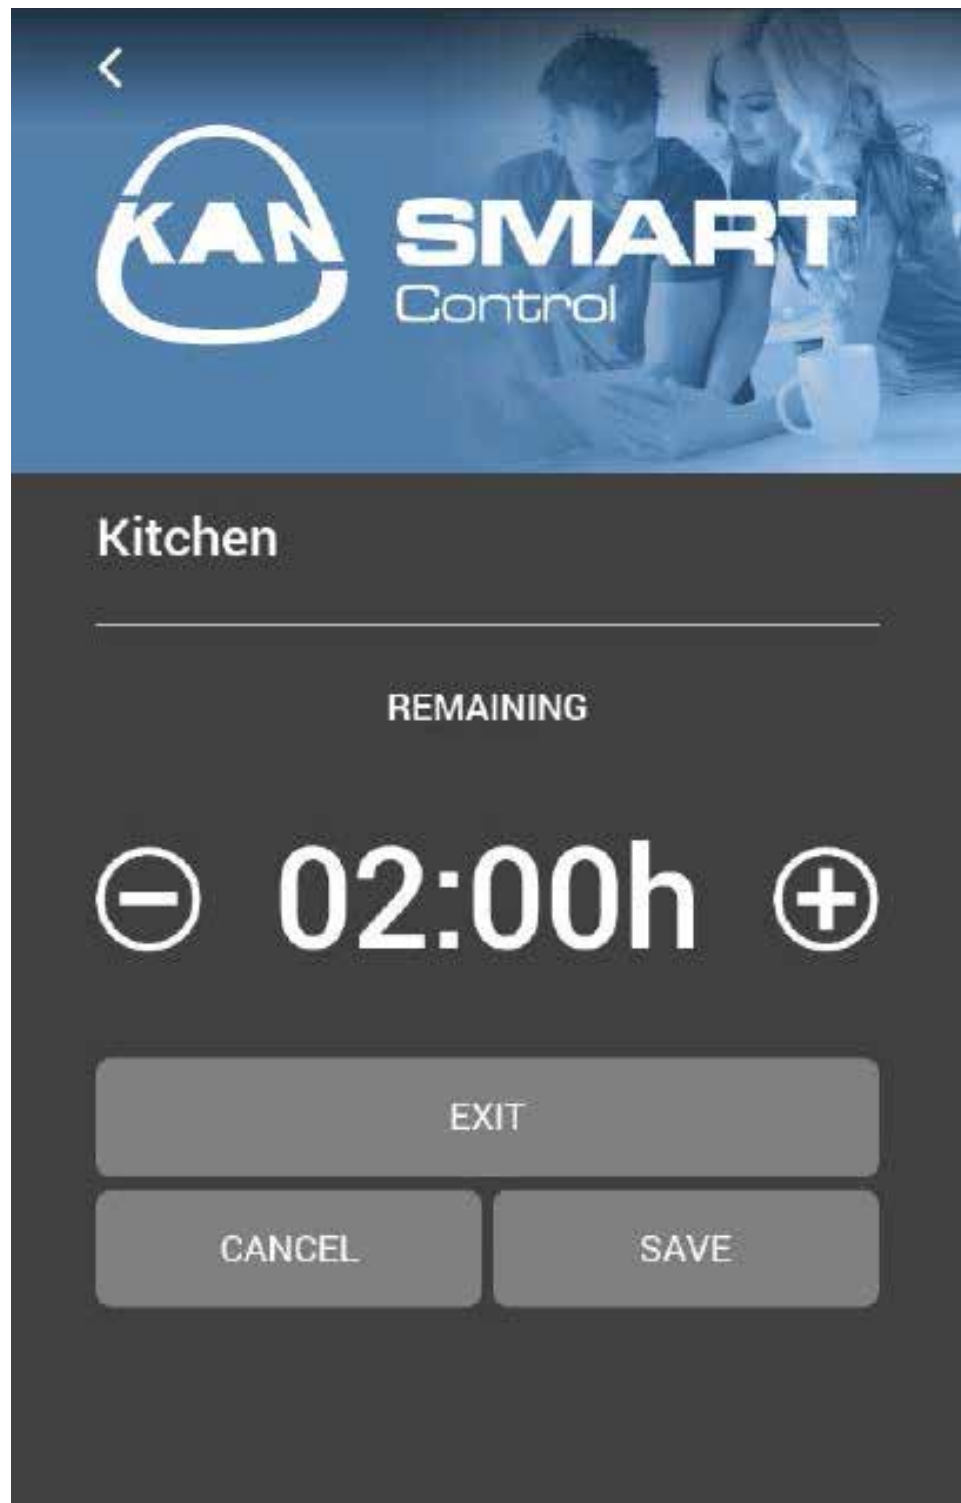 KAN
SMART
Control
Kitchen
REMAINING
02:00h
EXIT
CANCEL
SAVE